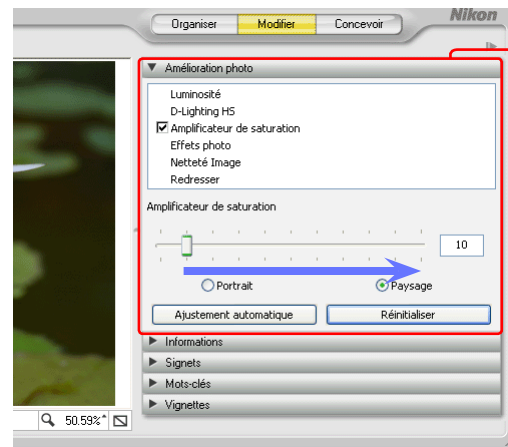 Organiser Modifier Concevoir Nikon
Amélioration photo
Luminosité
D-Lighting HS
Amplificateur de saturation
Effets photo
Netteté Image
Redresser
Amplificateur de saturation
10
Portrait Paysage
Ajustement automatique Réinitialiser
Informations
Signets
Mots-clés
Vignettes
50.59%